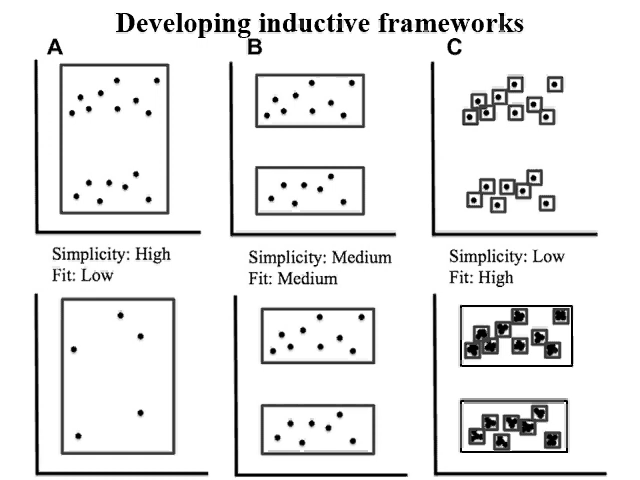 Developing inductive frameworks
A B C
Simplicity: High
Fit: Low
Simplicity: Medium
Fit: Medium
Simplicity: Low
Fit: High